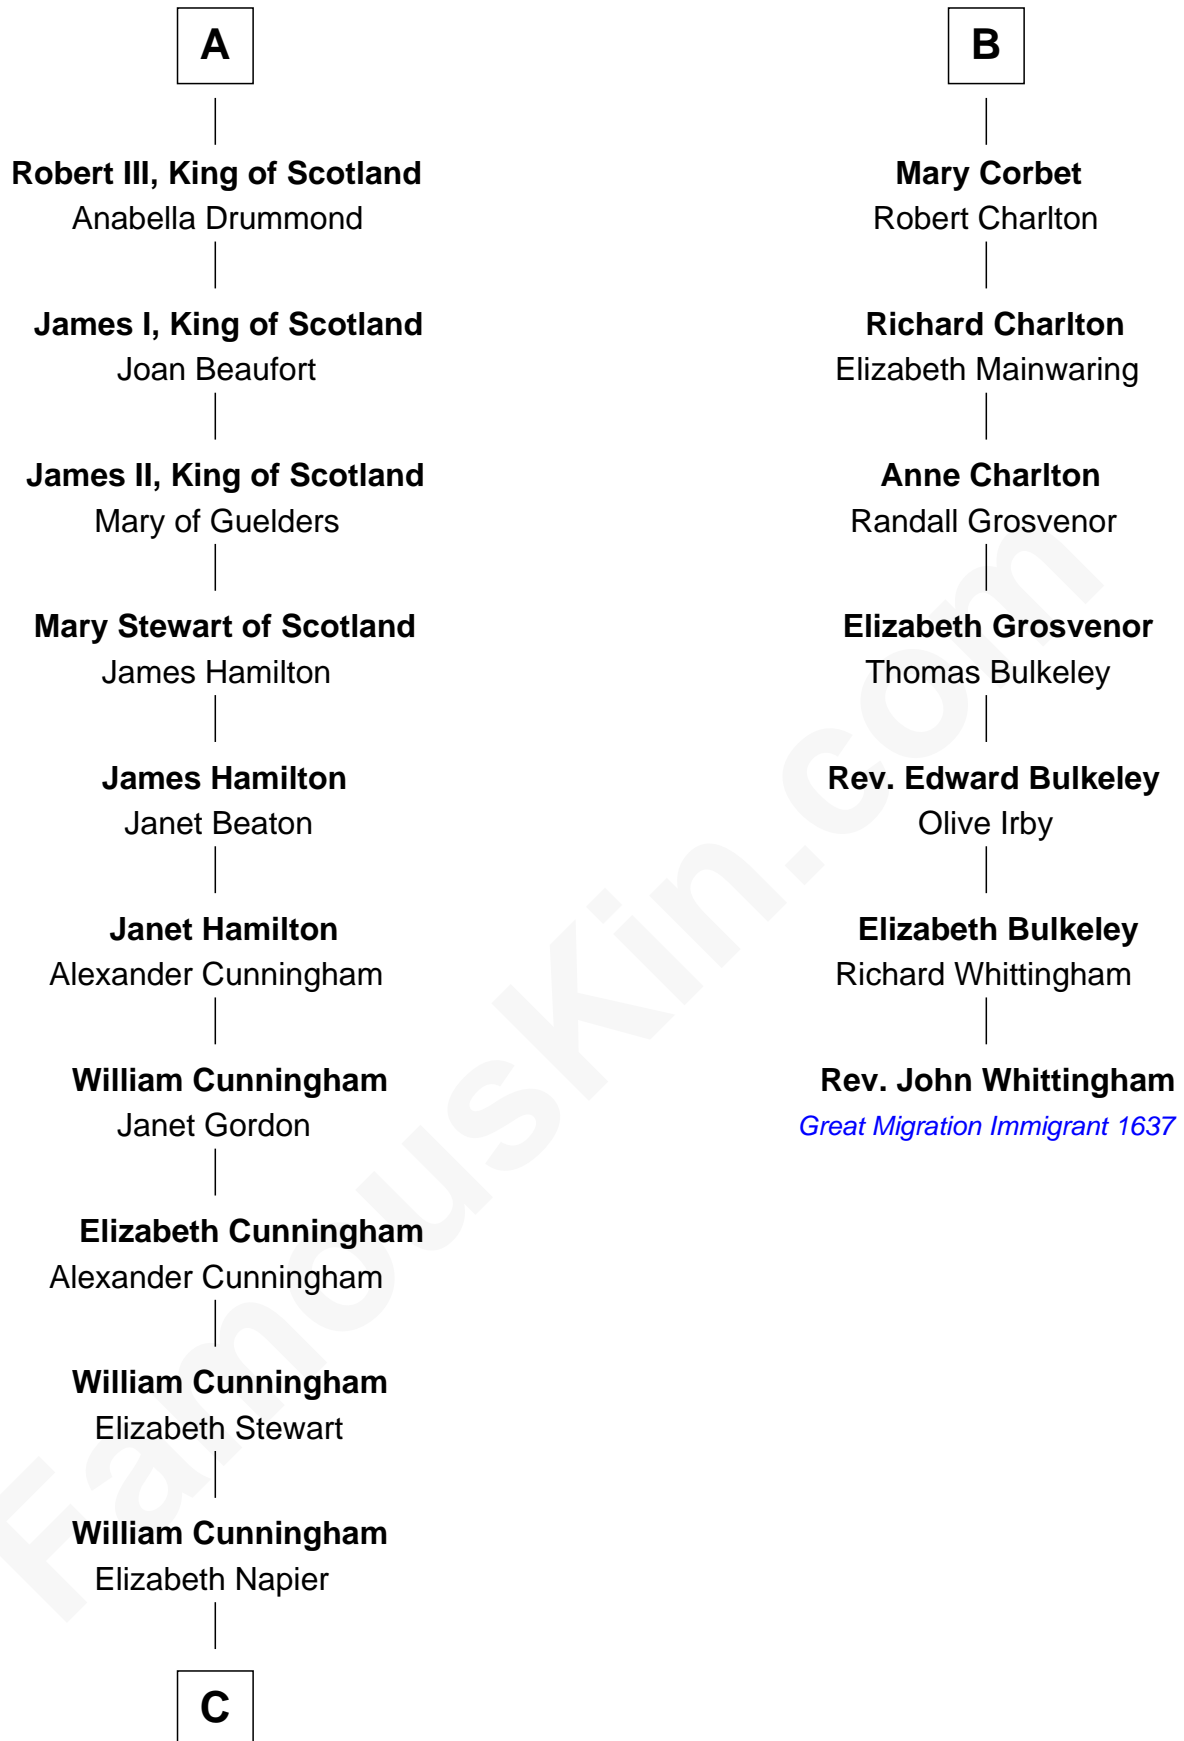 A
Robert III, King of Scotland
Anabella Drummond
James I, King of Scotland
Joan Beaufort
James II, King of Scotland
Mary of Guelders
Mary Stewart of Scotland
James Hamilton
James Hamilton
Janet Beaton
Janet Hamilton
Alexander Cunningham
William Cunningham
Janet Gordon
Elizabeth Cunningham
Alexander Cunningham
William Cunningham
Elizabeth Stewart
William Cunningham
Elizabeth Napier
C
B
Mary Corbet
Robert Charlton
Richard Charlton
Elizabeth Mainwaring
Anne Charlton
Randall Grosvenor
Elizabeth Grosvenor
Thomas Bulkeley
Rev. Edward Bulkeley
Olive Irby
Elizabeth Bulkeley
Richard Whittingham
Rev. John Whittingham
Great Migration Immigrant 1637
FamousKin.com